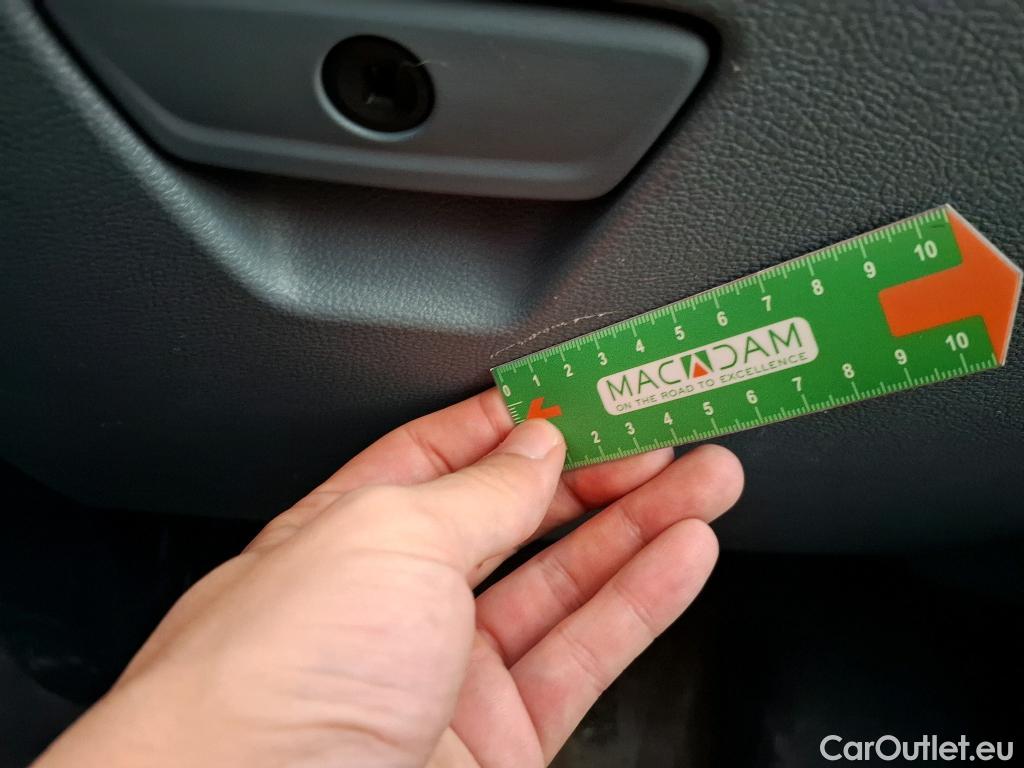 0 1 2 3 4 5 6 7 8 9 10
MACADAM
ON THE ROAD TO EXCELLENCE
2 3 4 5 6 7 8 9 10
CarOutlet.eu